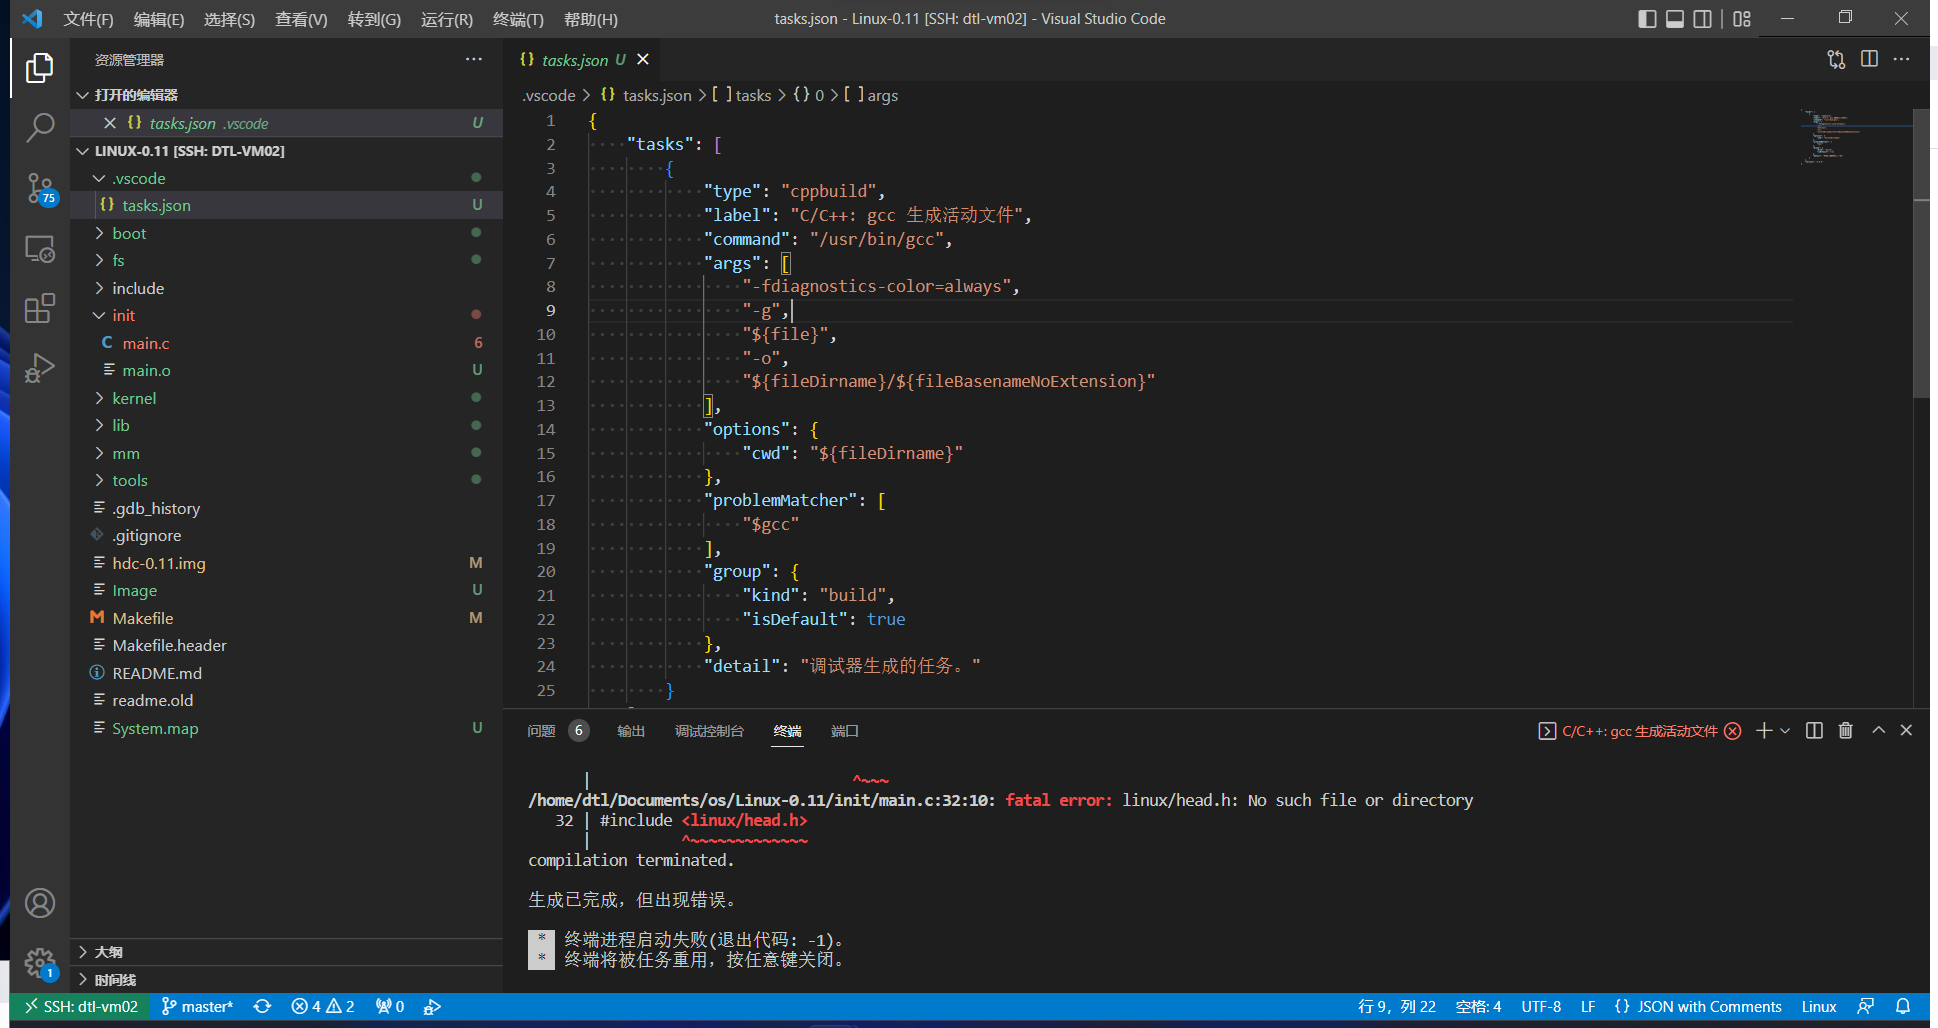 文件(F) 编辑(E) 选择(S) 查看(V) 转到(G) 运行(R) 终端(T) 帮助(H) tasks.json - Linux-0.11 [SSH: dtl-vm02] - Visual Studio Code
资源管理器 ···
打开的编辑器
{} tasks.json .vscode U
LINUX-0.11 [SSH: DTL-VM02]
.vscode
{} tasks.json U
boot
fs
include
init
C main.c 6
main.o U
kernel
lib
mm
tools
.gdb_history
.gitignore
hdc-0.11.img M
Image U
M Makefile M
Makefile.header
README.md
readme.old
System.map U
大纲
时间线
75
1
{} tasks.json U
.vscode > {} tasks.json > [ ] tasks > {} 0 > [ ] args
1 {
2 "tasks": [
3 {
4 "type": "cppbuild",
5 "label": "C/C++: gcc 生成活动文件",
6 "command": "/usr/bin/gcc",
7 "args": [
8 "-fdiagnostics-color=always",
9 "-g",
10 "${file}",
11 "-o",
12 "${fileDirname}/${fileBasenameNoExtension}"
13 ],
14 "options": {
15 "cwd": "${fileDirname}"
16 },
17 "problemMatcher": [
18 "$gcc"
19 ],
20 "group": {
21 "kind": "build",
22 "isDefault": true
23 },
24 "detail": "调试器生成的任务。"
25 }
问题 6 输出 调试控制台 终端 端口 C/C++: gcc 生成活动文件
| ^~~~
/home/dtl/Documents/os/Linux-0.11/init/main.c:32:10: fatal error: linux/head.h: No such file or directory
32 | #include <linux/head.h>
| ^~~~~~~~~~~~~~
compilation terminated.
生成已完成，但出现错误。
* 终端进程启动失败(退出代码: -1)。
* 终端将被任务重用，按任意键关闭。
SSH: dtl-vm02 master* 4 2 0 行 9，列 22 空格: 4 UTF-8 LF {} JSON with Comments Linux